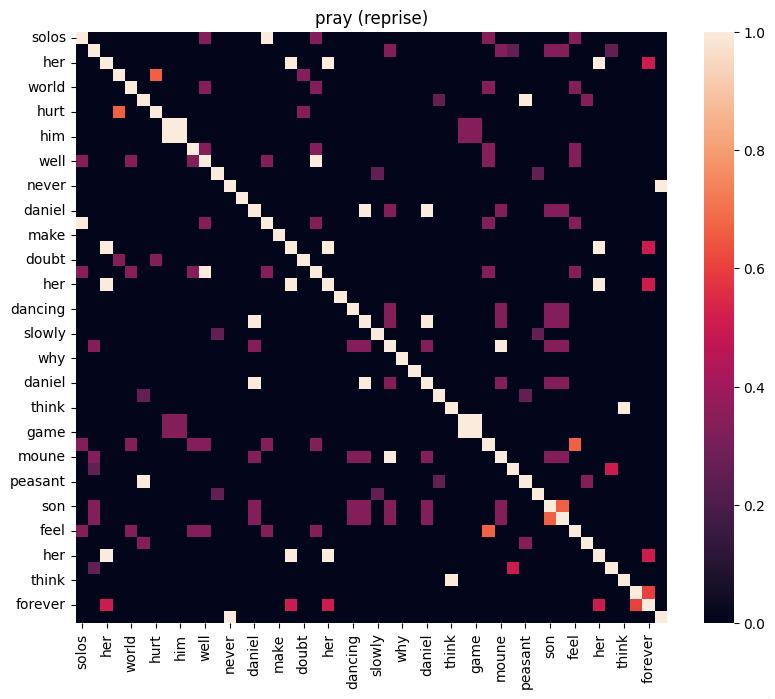 pray (reprise)
solos
her
world
hurt
him
well
never
daniel
make
doubt
her
dancing
slowly
why
daniel
think
game
moune
peasant
son
feel
her
think
forever
solos
her
world
hurt
him
well
never
daniel
make
doubt
her
dancing
slowly
why
daniel
think
game
moune
peasant
son
feel
her
think
forever
1.0
0.8
0.6
0.4
0.2
0.0